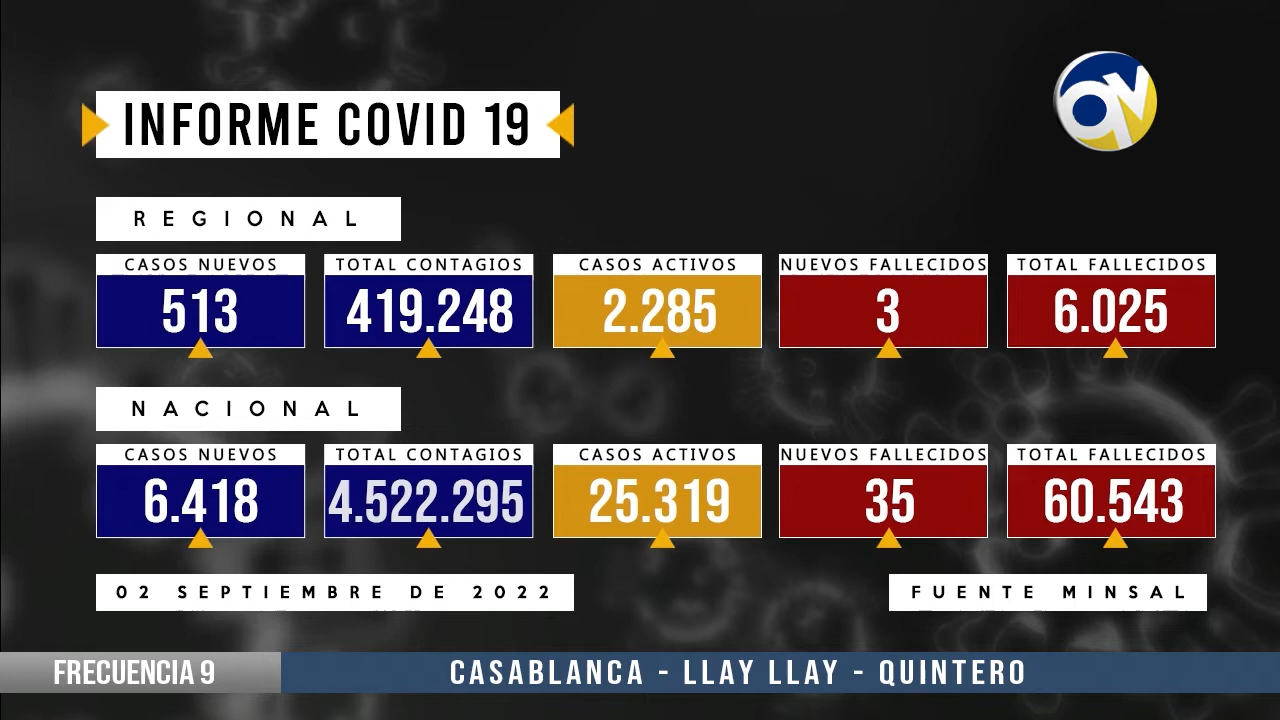 INFORME COVID 19
REGIONAL
CASOS NUEVOS TOTAL CONTAGIOS CASOS ACTIVOS NUEVOS FALLECIDOS TOTAL FALLECIDOS
513 419.248 2.285 3 6.025
NACIONAL
CASOS NUEVOS TOTAL CONTAGIOS CASOS ACTIVOS NUEVOS FALLECIDOS TOTAL FALLECIDOS
6.418 4.522.295 25.319 35 60.543
02 SEPTIEMBRE DE 2022 FUENTE MINSAL
FRECUENCIA 9 CASABLANCA - LLAY LLAY - QUINTERO